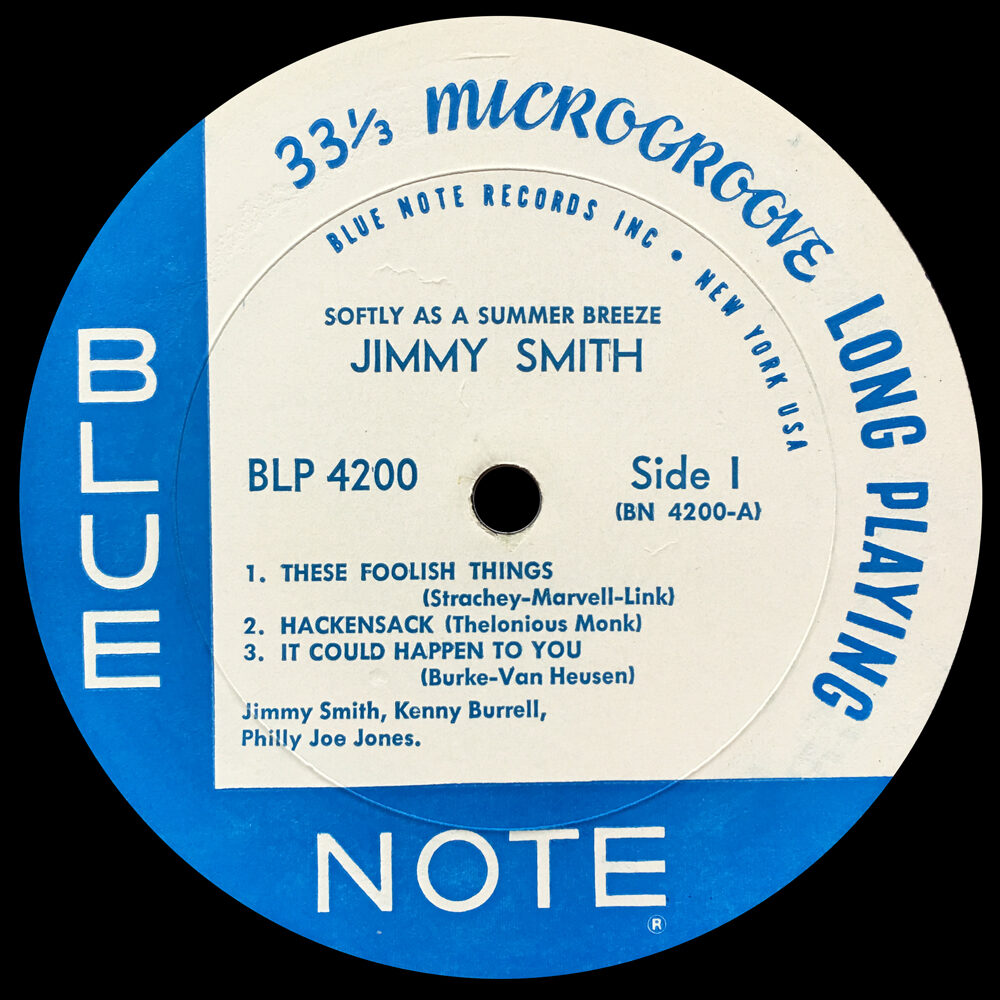 33⅓ MICROGROOVE LONG PLAYING
BLUE NOTE RECORDS INC • NEW YORK USA
SOFTLY AS A SUMMER BREEZE
JIMMY SMITH
BLP 4200
Side 1
(BN 4200-A)
1. THESE FOOLISH THINGS
(Strachey-Marvell-Link)
2. HACKENSACK (Thelonious Monk)
3. IT COULD HAPPEN TO YOU
(Burke-Van Heusen)
Jimmy Smith, Kenny Burrell,
Philly Joe Jones.
BLUE
NOTE
®